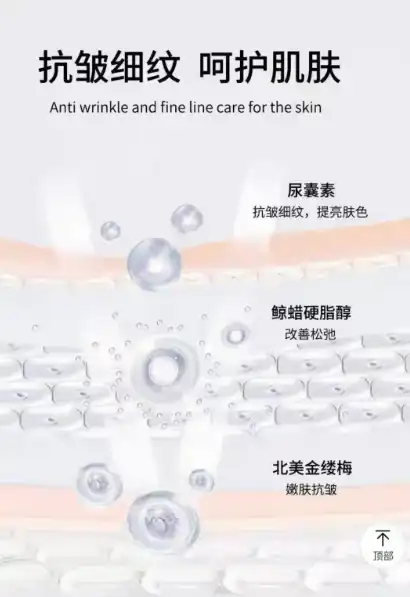 抗皱细纹 呵护肌肤
Anti wrinkle and fine line care for the skin
尿囊素
抗皱细纹，提亮肤色
鲸蜡硬脂醇
改善松弛
北美金缕梅
嫩肤抗皱
顶部